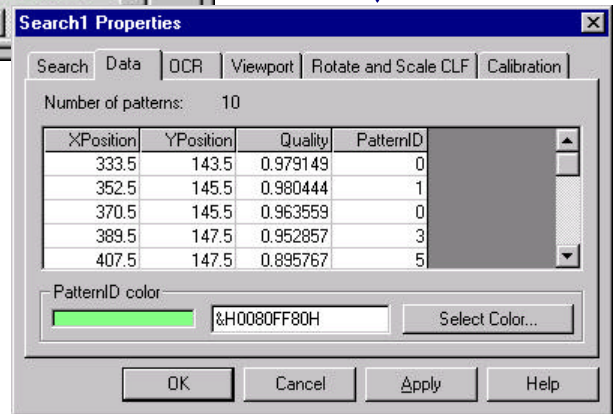 Search1 Properties
Search Data OCR Viewport Rotate and Scale CLF Calibration
Number of patterns: 10
XPosition YPosition Quality PatternID
333.5 143.5 0.979149 0
352.5 145.5 0.980444 1
370.5 145.5 0.963559 0
389.5 147.5 0.952857 3
407.5 147.5 0.895767 5
PatternID color
&H0080FF80H Select Color...
OK Cancel Apply Help